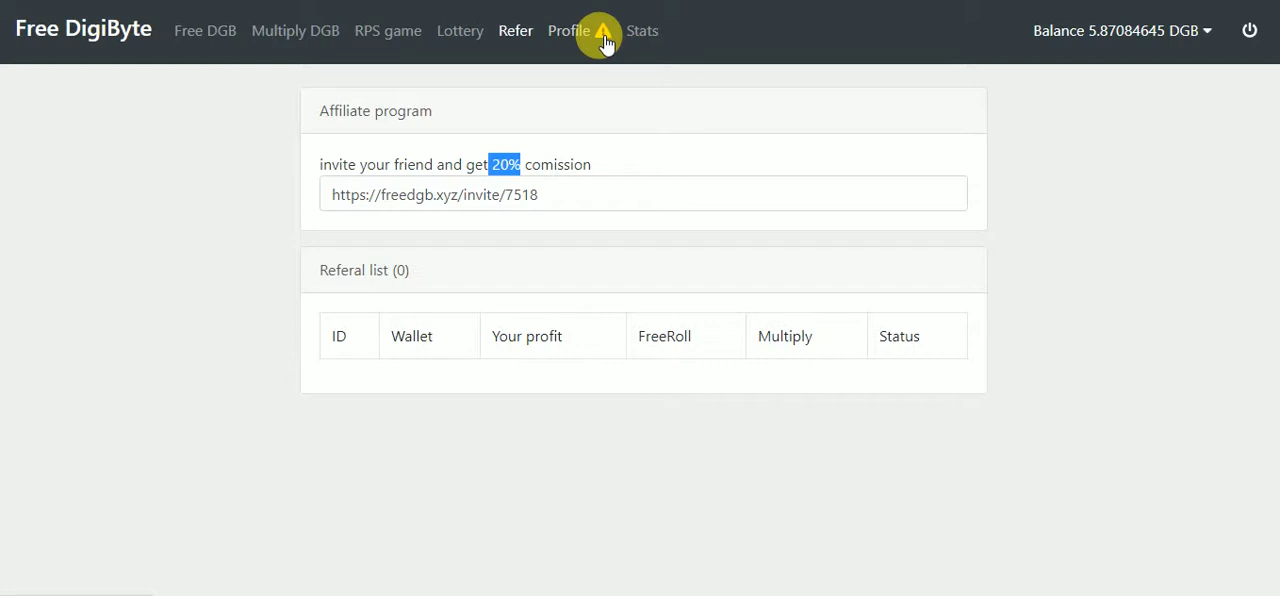 Free DigiByte Free DGB Multiply DGB RPS game Lottery Refer Profile Stats Balance 5.87084645 DGB
Affiliate program
invite your friend and get 20% comission
https://freedgb.xyz/invite/7518
Referal list (0)
ID Wallet Your profit FreeRoll Multiply Status